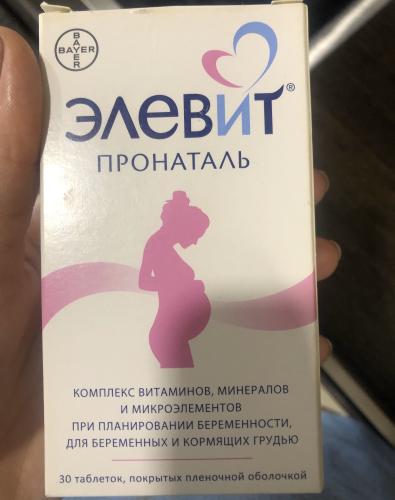 BAYER
BAYER
ЭЛЕВИТ®
ПРОНАТАЛЬ
КОМПЛЕКС ВИТАМИНОВ, МИНЕРАЛОВ
И МИКРОЭЛЕМЕНТОВ
ПРИ ПЛАНИРОВАНИИ БЕРЕМЕННОСТИ,
ДЛЯ БЕРЕМЕННЫХ И КОРМЯЩИХ ГРУДЬЮ
30 таблеток, покрытых пленочной оболочкой